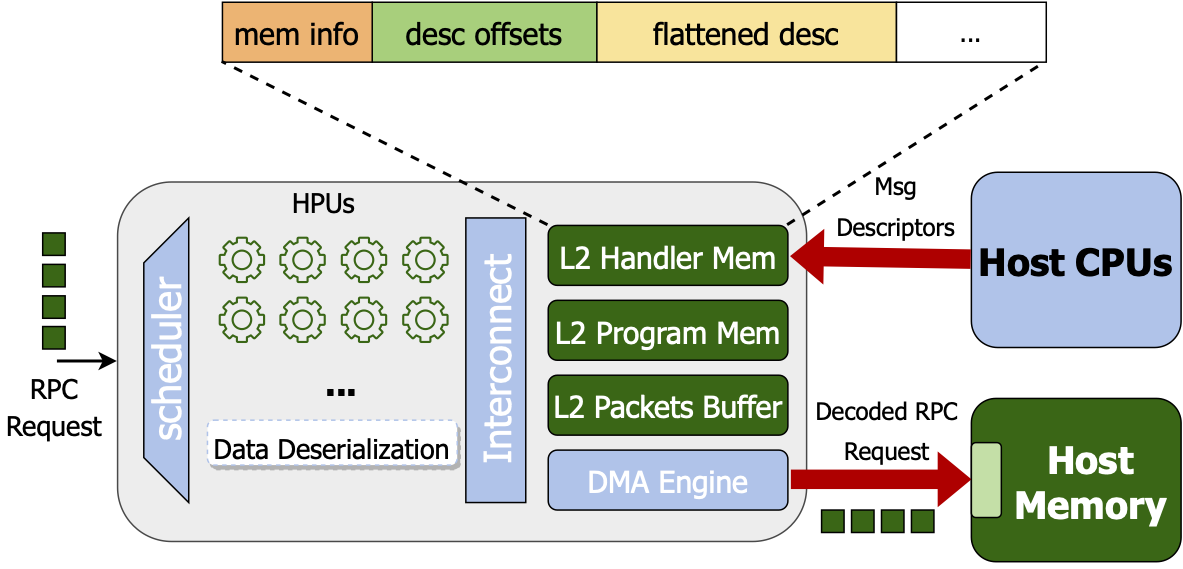 mem info
desc offsets
flattened desc
...
HPUs
Msg
Descriptors
Host CPUs
L2 Handler Mem
scheduler
Interconnect
L2 Program Mem
...
RPC
Request
L2 Packets Buffer
Data Deserialization
DMA Engine
Decoded RPC
Request
Host
Memory